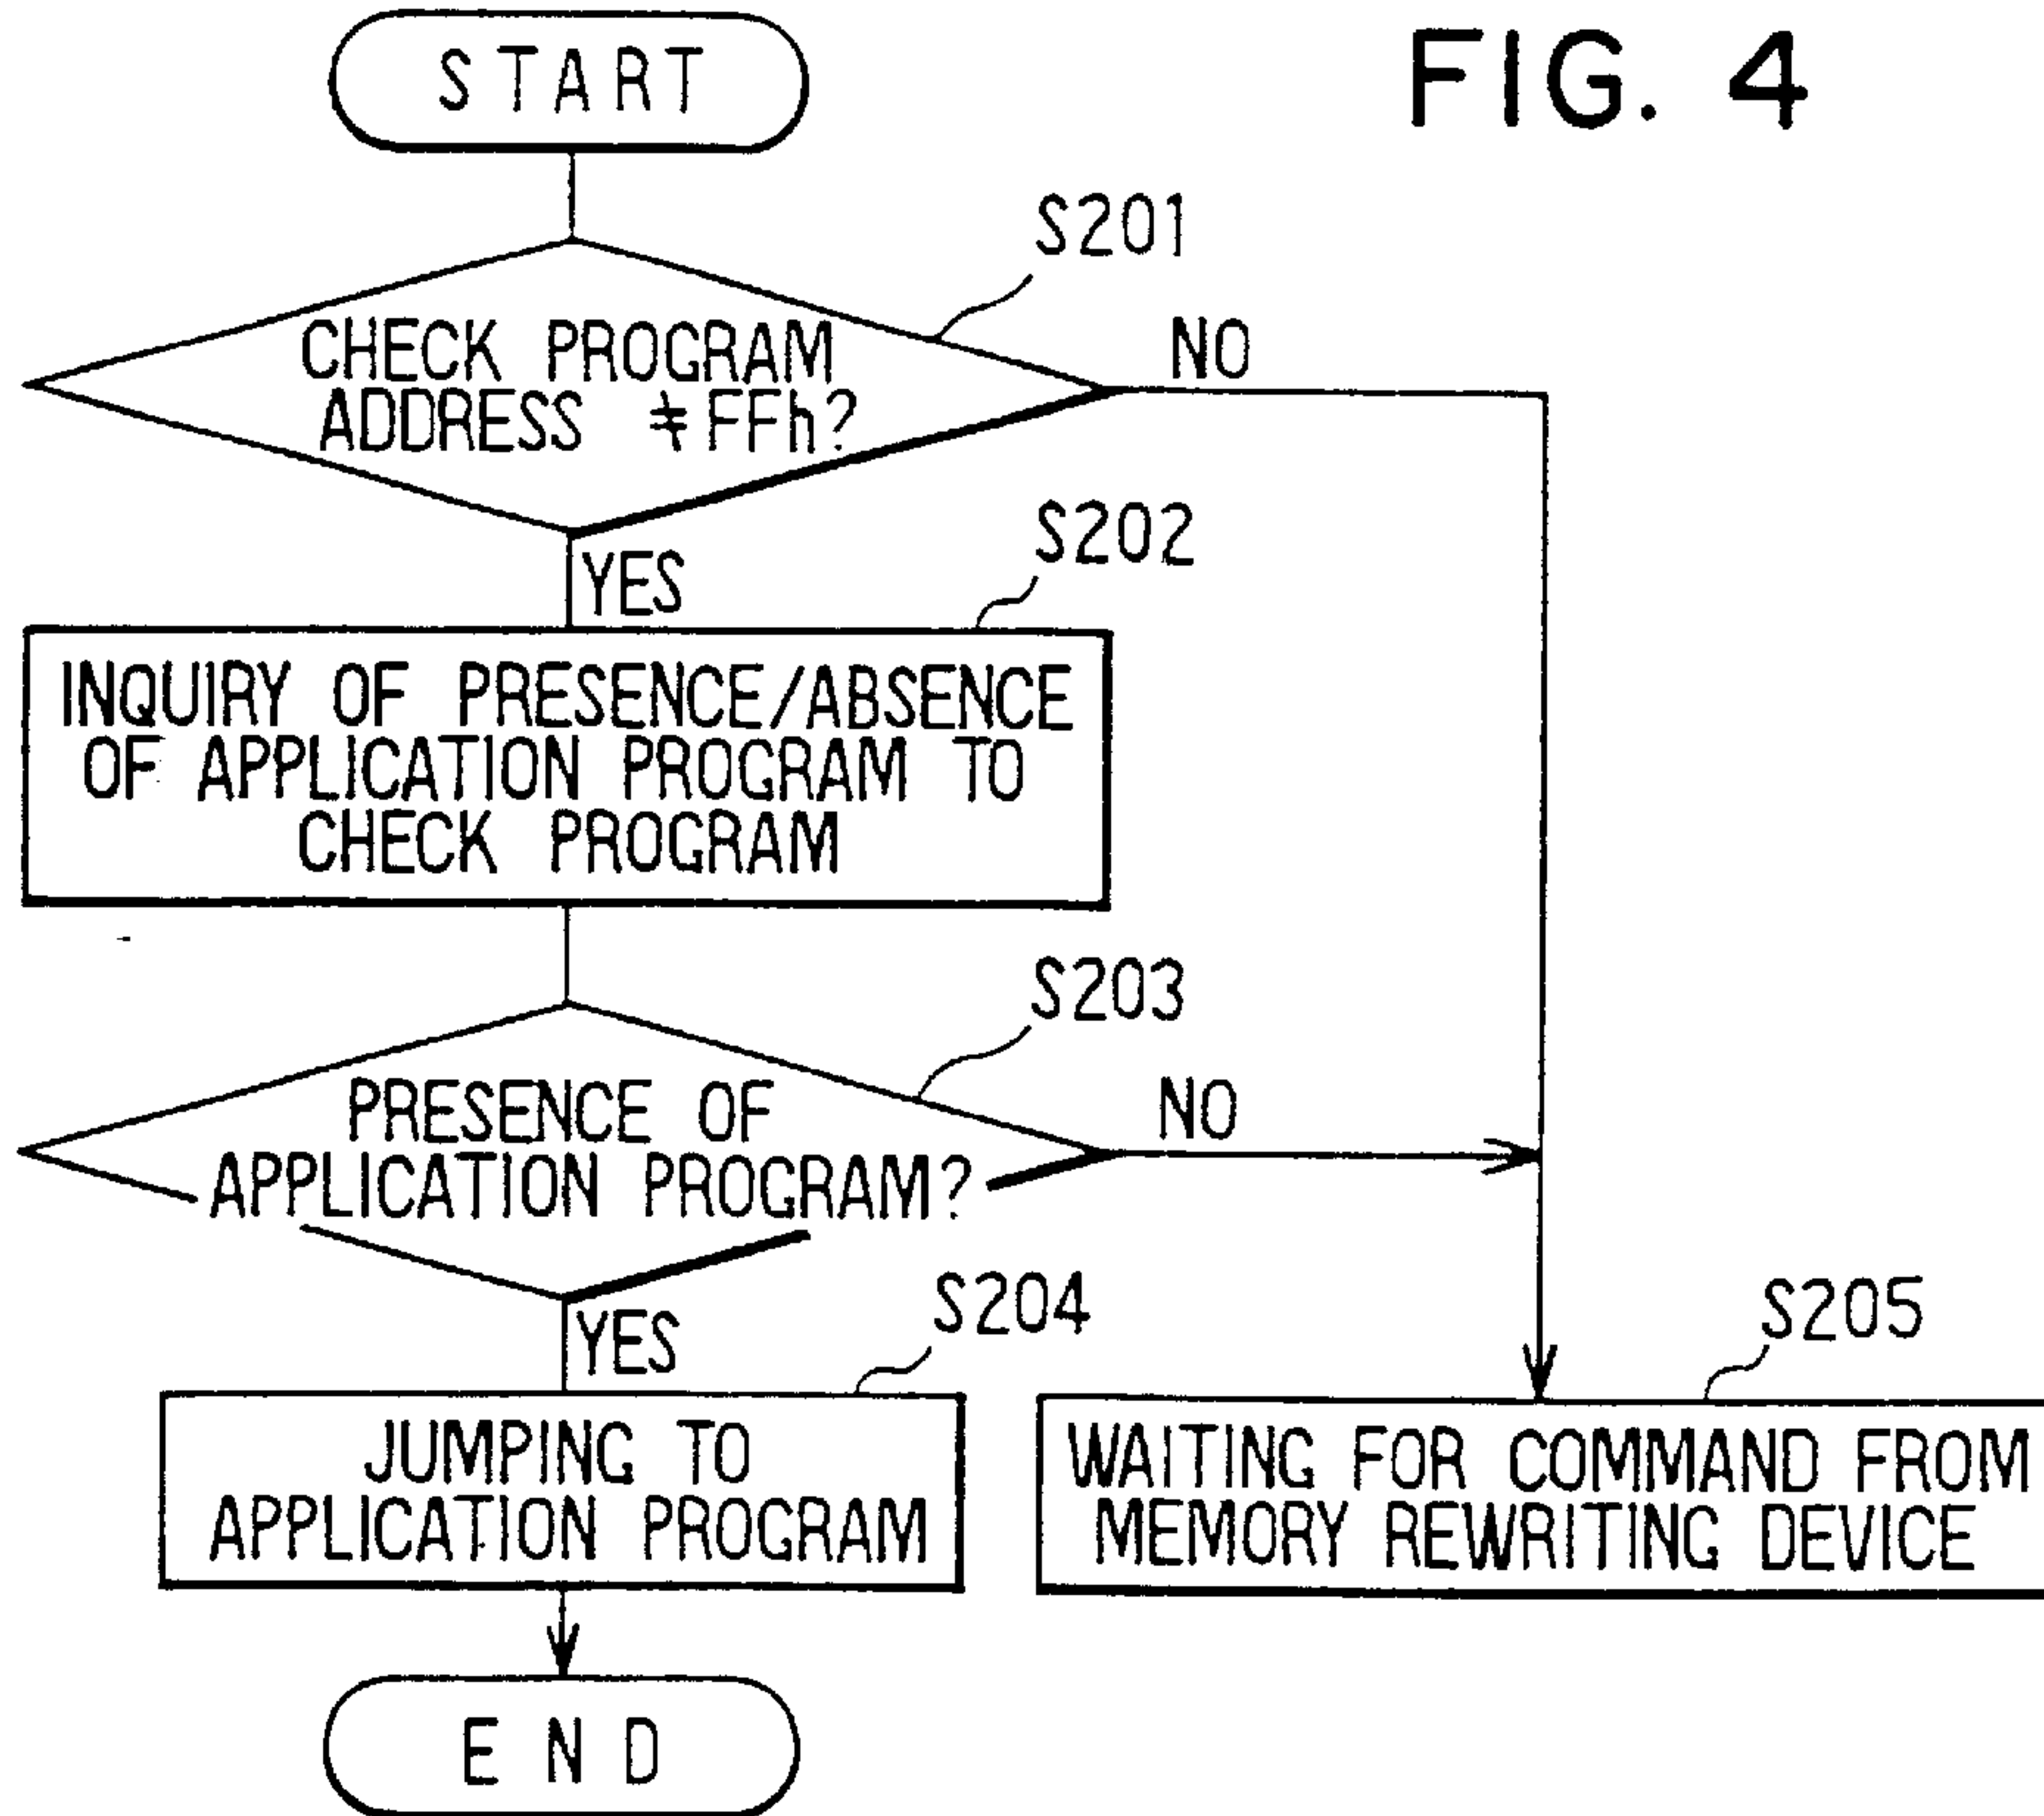 FIG. 4
START
S201
CHECK PROGRAM
ADDRESS ≠FFh?
NO
YES
S202
INQUIRY OF PRESENCE/ABSENCE
OF APPLICATION PROGRAM TO
CHECK PROGRAM
S203
PRESENCE OF
APPLICATION PROGRAM?
NO
YES
S204
JUMPING TO
APPLICATION PROGRAM
S205
WAITING FOR COMMAND FROM
MEMORY REWRITING DEVICE
END